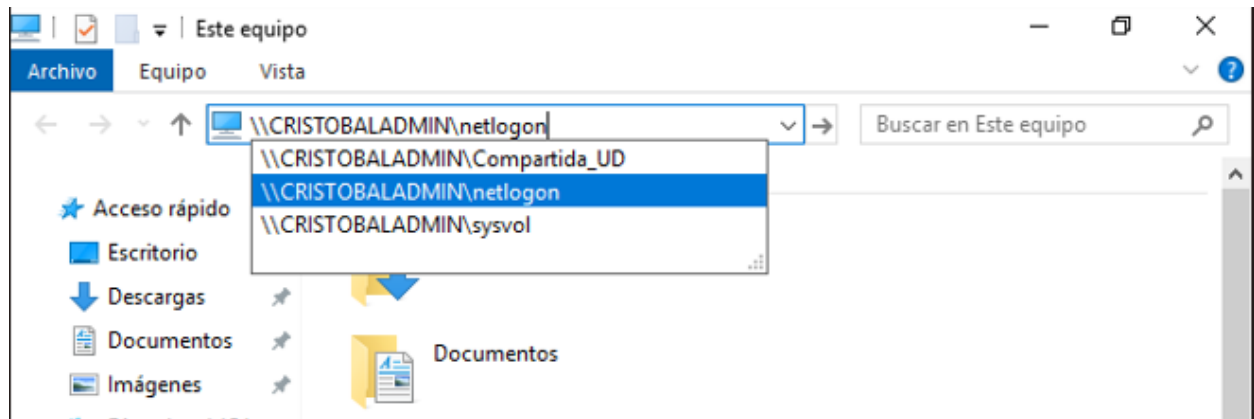 Este equipo
Archivo Equipo Vista
\\CRISTOBALADMIN\netlogon
Buscar en Este equipo
\\CRISTOBALADMIN\Compartida_UD
\\CRISTOBALADMIN\netlogon
\\CRISTOBALADMIN\sysvol
Acceso rápido
Escritorio
Descargas
Documentos
Imágenes
Documentos